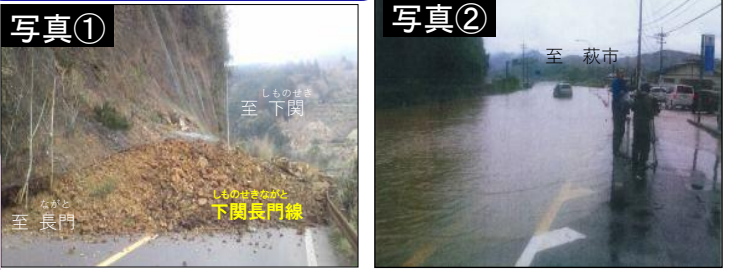 写真①
しものせき
至 下関
ながと
至 長門
しものせきながと
下関長門線
写真②
至 萩市